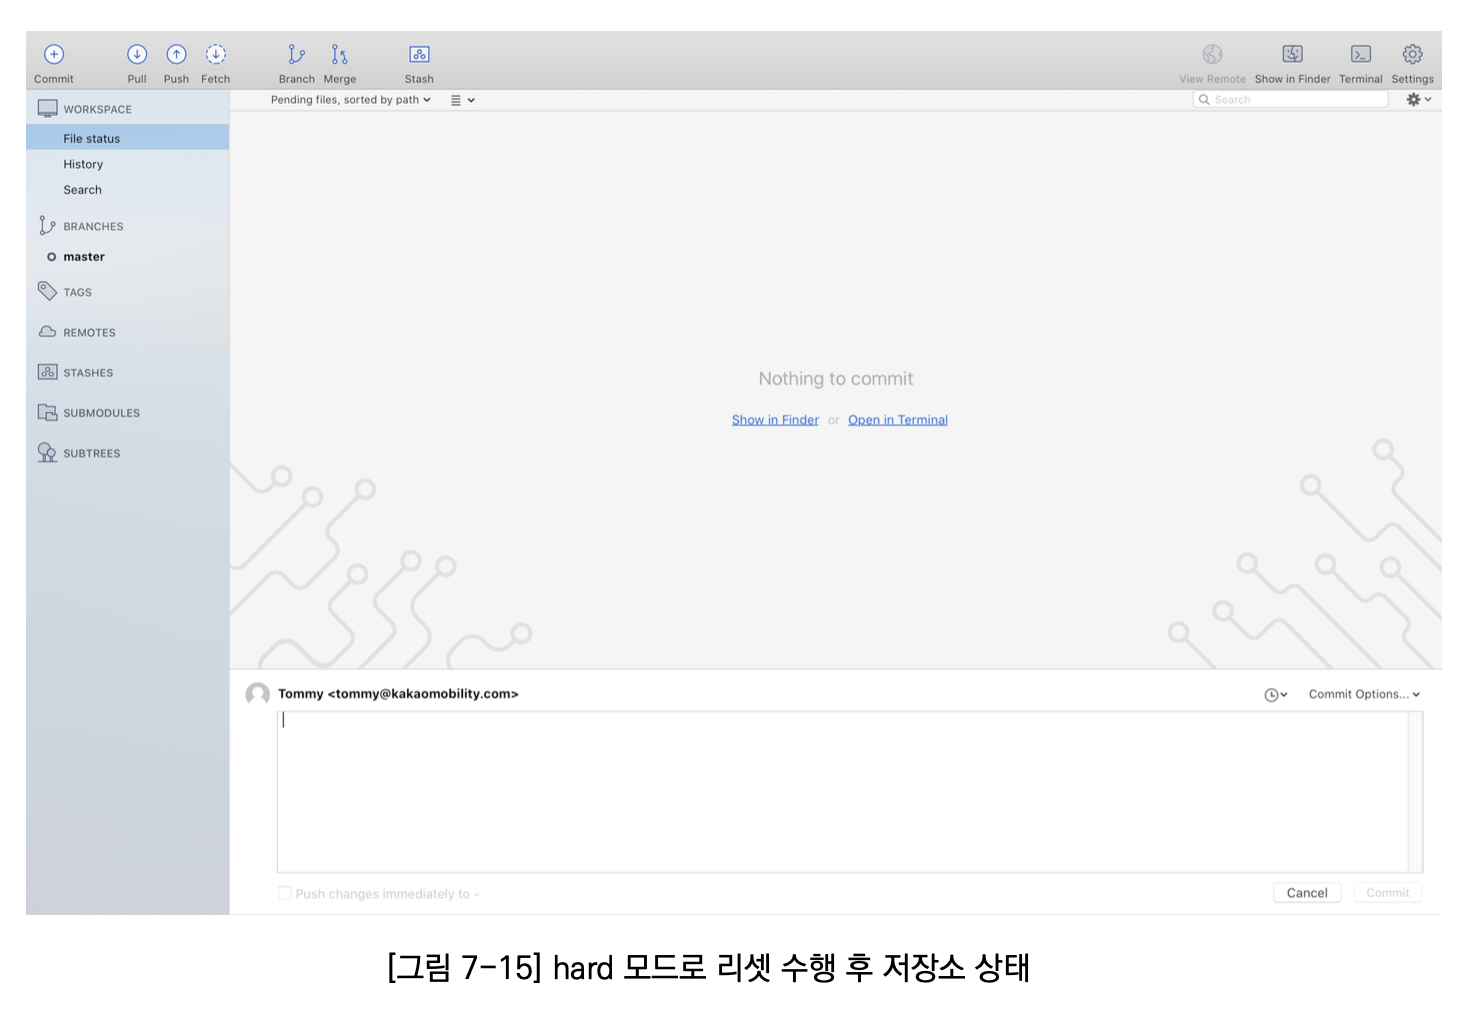 Commit Pull Push Fetch Branch Merge Stash View Remote Show in Finder Terminal Settings
WORKSPACE
Pending files, sorted by path
Search
File status
History
Search
BRANCHES
master
TAGS
REMOTES
STASHES
SUBMODULES
SUBTREES
Nothing to commit
Show in Finder or Open in Terminal
Tommy <tommy@kakaomobility.com>
Commit Options...
Push changes immediately to -
Cancel
Commit
[그림 7-15] hard 모드로 리셋 수행 후 저장소 상태